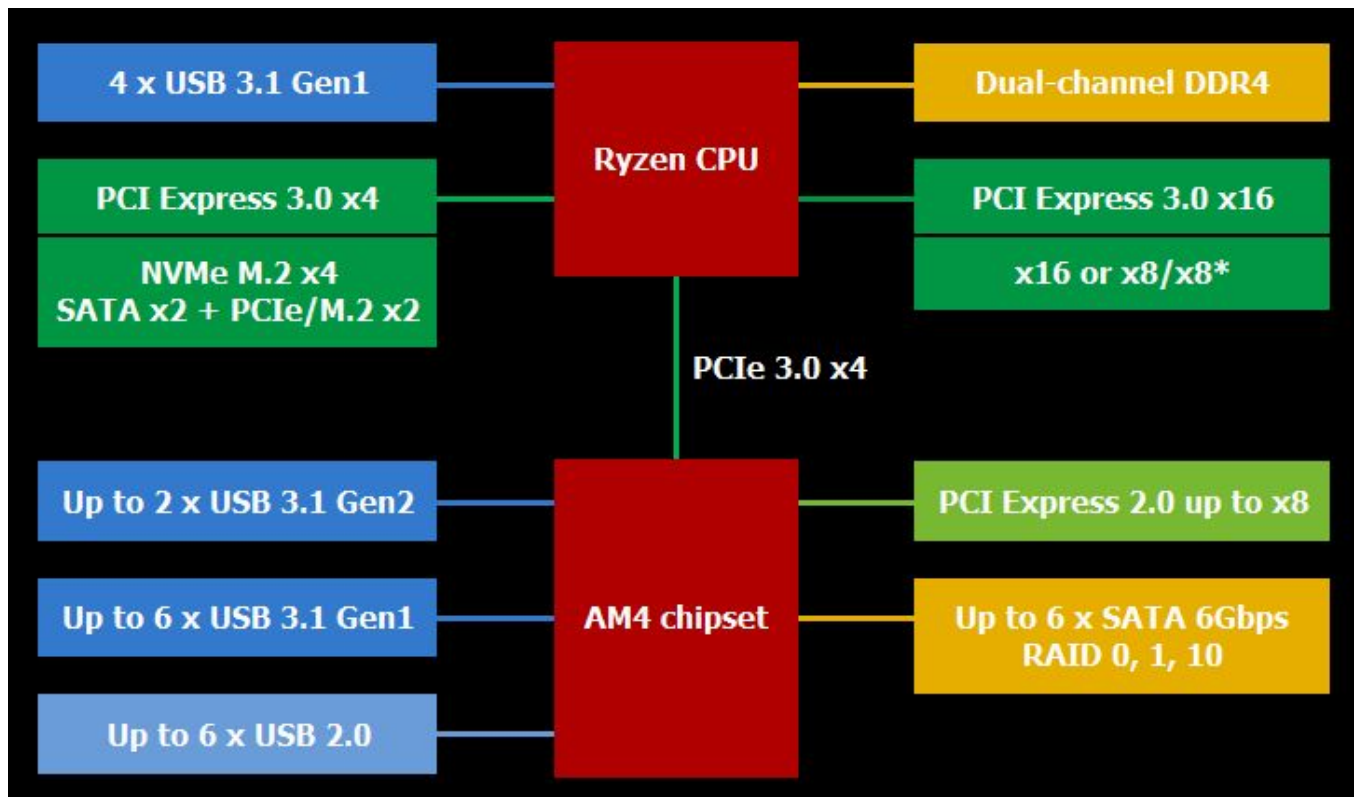 4 x USB 3.1 Gen1
Ryzen CPU
Dual-channel DDR4
PCI Express 3.0 x4
NVMe M.2 x4
SATA x2 + PCIe/M.2 x2
PCI Express 3.0 x16
x16 or x8/x8*
PCIe 3.0 x4
Up to 2 x USB 3.1 Gen2
Up to 6 x USB 3.1 Gen1
Up to 6 x USB 2.0
AM4 chipset
PCI Express 2.0 up to x8
Up to 6 x SATA 6Gbps
RAID 0, 1, 10